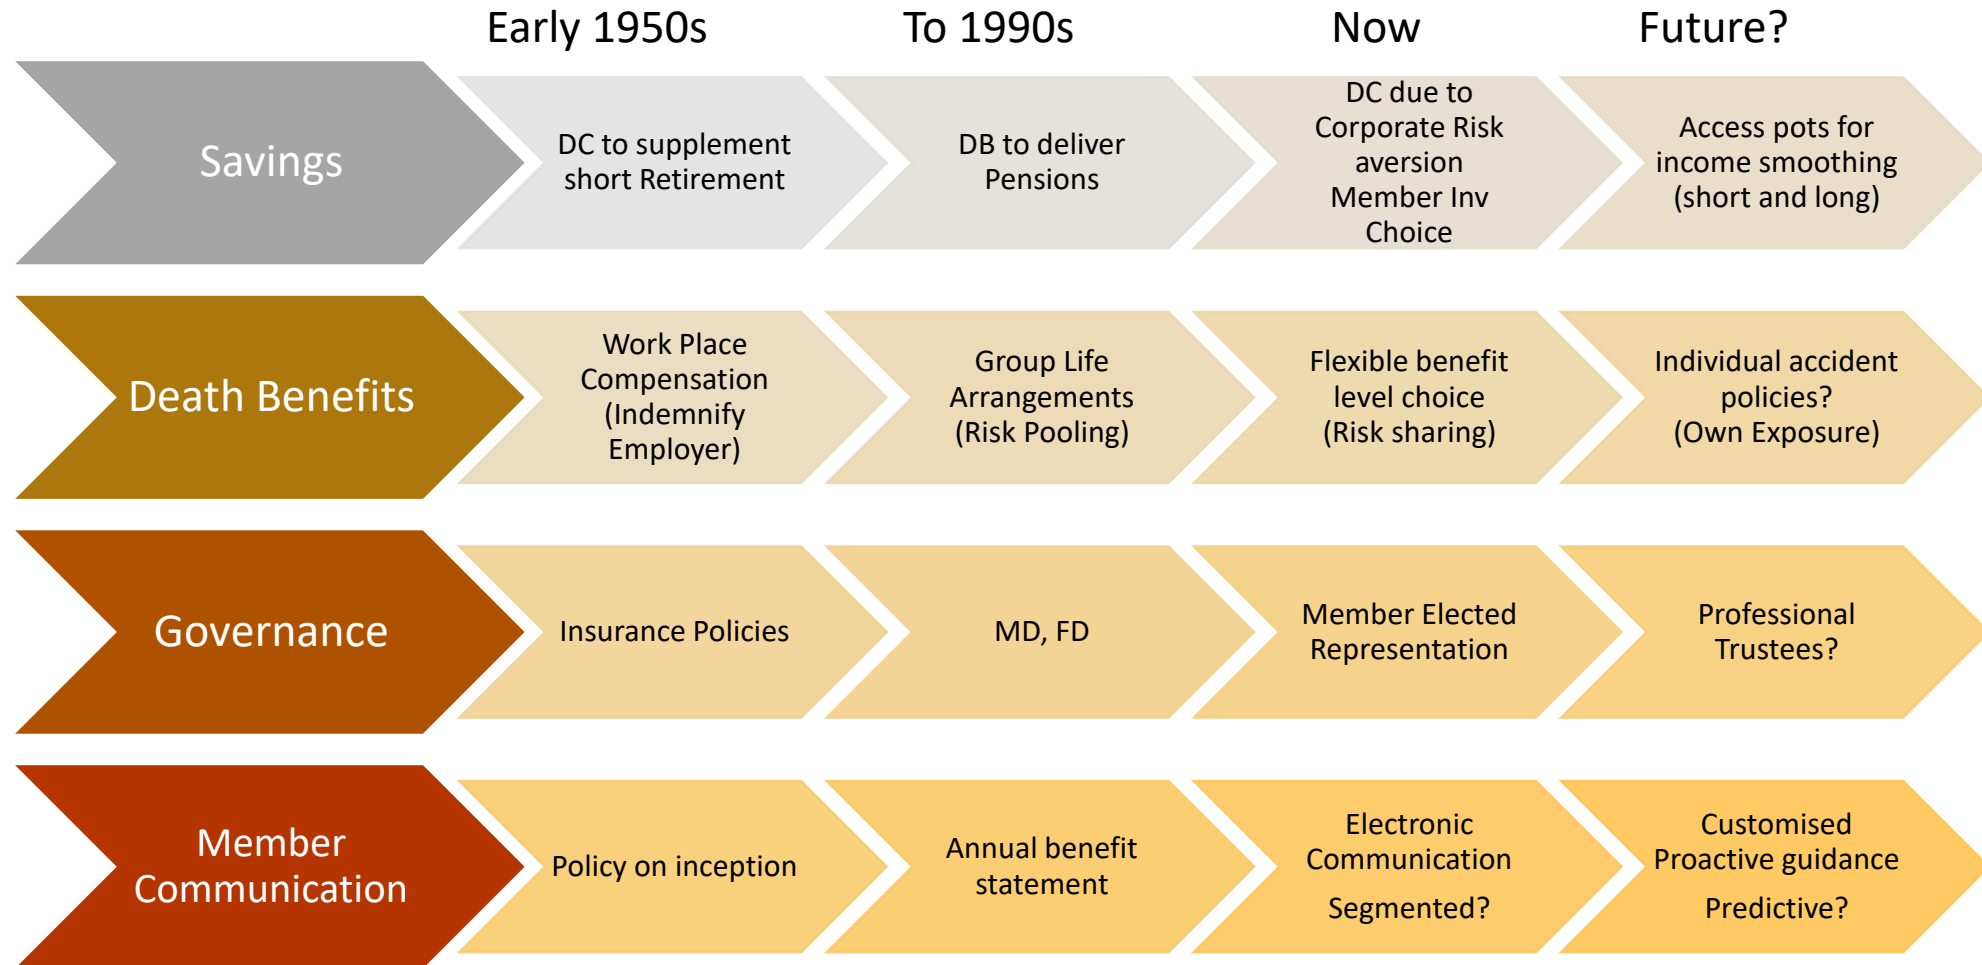 Early 1950s
To 1990s
Now
Future?
Savings
DC to supplement
short Retirement
DB to deliver
Pensions
DC due to
Corporate Risk
aversion
Member Inv
Choice
Access pots for
income smoothing
(short and long)
Death Benefits
Work Place
Compensation
(Indemnify
Employer)
Group Life
Arrangements
(Risk Pooling)
Flexible benefit
level choice
(Risk sharing)
Individual accident
policies?
(Own Exposure)
Governance
Insurance Policies
MD, FD
Member Elected
Representation
Professional
Trustees?
Member
Communication
Policy on inception
Annual benefit
statement
Electronic
Communication
Segmented?
Customised
Proactive guidance
Predictive?